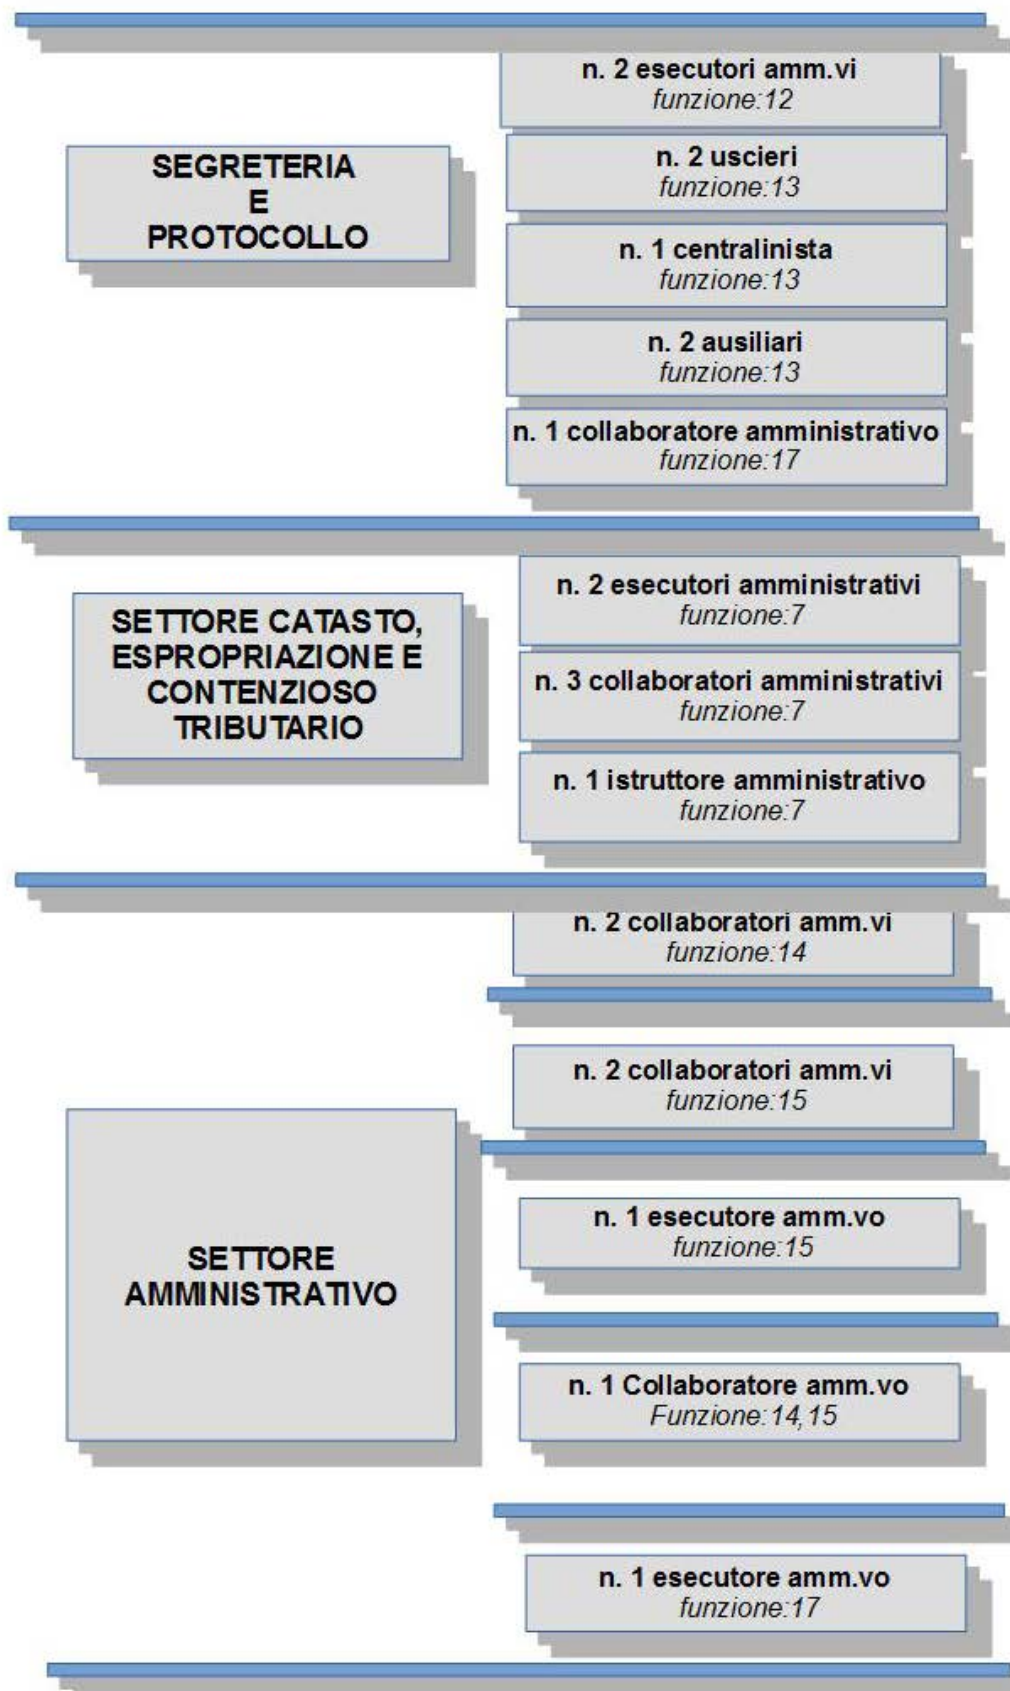 n. 2 esecutori amm.vi
funzione:12
SEGRETERIA
E
PROTOCOLLO
n. 2 uscieri
funzione:13
n. 1 centralinista
funzione:13
n. 2 ausiliari
funzione:13
n. 1 collaboratore amministrativo
funzione:17
SETTORE CATASTO,
ESPROPRIAZIONE E
CONTENZIOSO
TRIBUTARIO
n. 2 esecutori amministrativi
funzione:7
n. 3 collaboratori amministrativi
funzione:7
n. 1 istruttore amministrativo
funzione:7
SETTORE
AMMINISTRATIVO
n. 2 collaboratori amm.vi
funzione:14
n. 2 collaboratori amm.vi
funzione:15
n. 1 esecutore amm.vo
funzione:15
n. 1 Collaboratore amm.vo
Funzione:14,15
n. 1 esecutore amm.vo
funzione:17